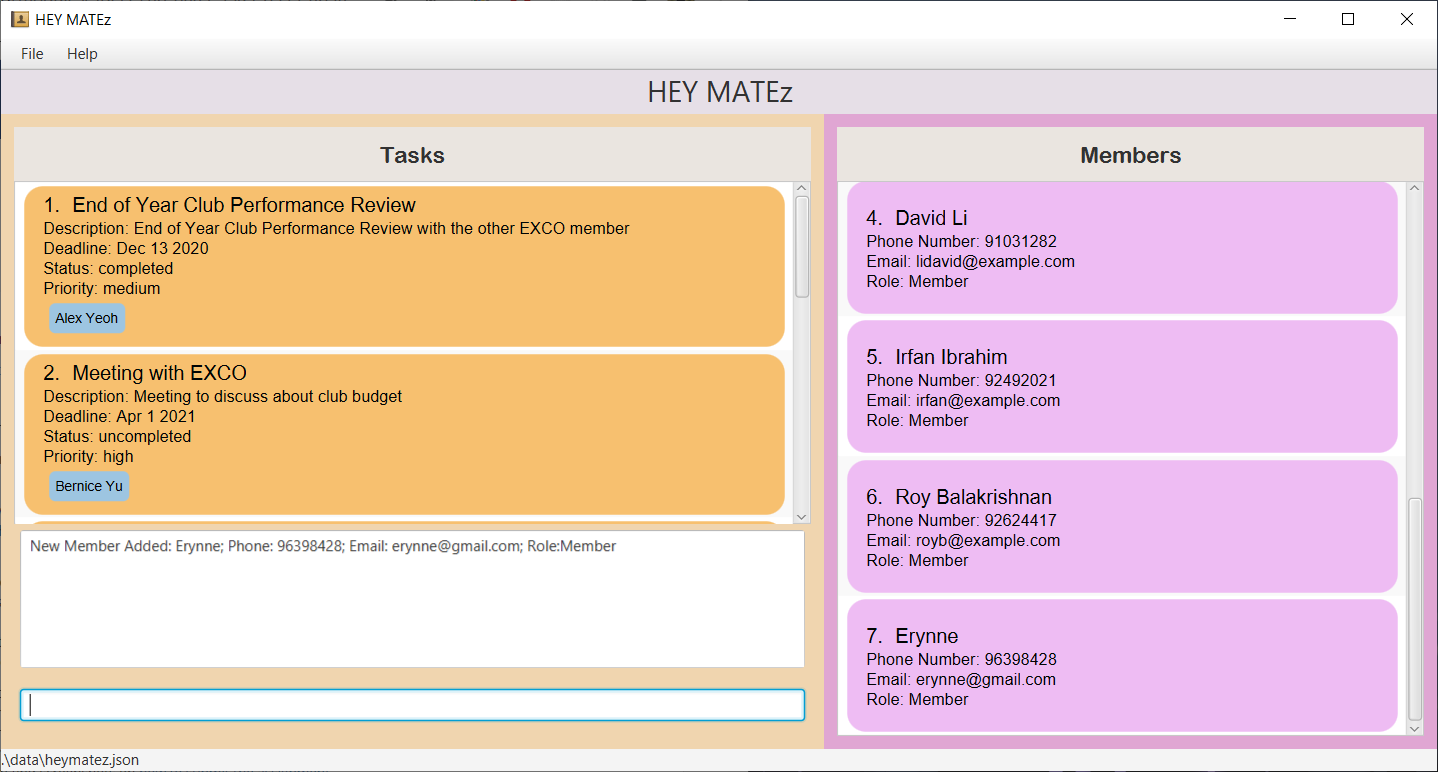 HEY MATEz
File Help
HEY MATEz
Tasks
1. End of Year Club Performance Review
Description: End of Year Club Performance Review with the other EXCO member
Deadline: Dec 13 2020
Status: completed
Priority: medium
Alex Yeoh
2. Meeting with EXCO
Description: Meeting to discuss about club budget
Deadline: Apr 1 2021
Status: uncompleted
Priority: high
Bernice Yu
New Member Added: Erynne; Phone: 96398428; Email: erynne@gmail.com; Role:Member
Members
4. David Li
Phone Number: 91031282
Email: lidavid@example.com
Role: Member
5. Irfan Ibrahim
Phone Number: 92492021
Email: irfan@example.com
Role: Member
6. Roy Balakrishnan
Phone Number: 92624417
Email: royb@example.com
Role: Member
7. Erynne
Phone Number: 96398428
Email: erynne@gmail.com
Role: Member
.\data\heymatez.json